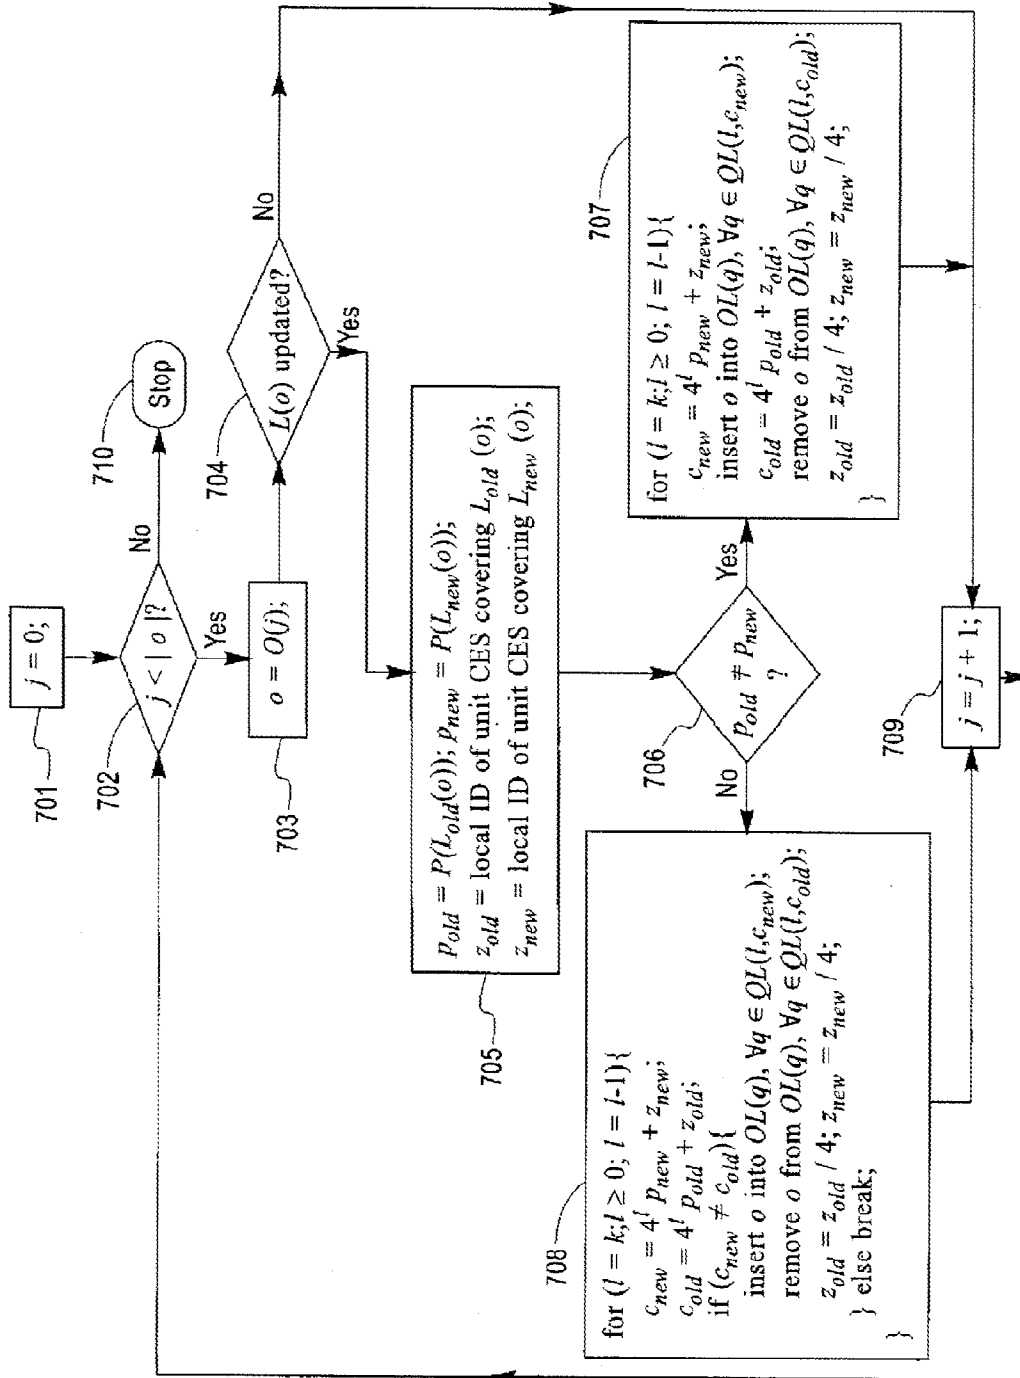 701
j = 0;
702
j < | o |?
No
710
Stop
Yes
703
o = O(j);
704
L(o) updated?
No
Yes
705
p_old = P(L_old(o)); p_new = P(L_new(o));
z_old = local ID of unit CES covering L_old (o);
z_new = local ID of unit CES covering L_new (o);
706
p_old ≠ p_new
?
Yes
No
707
for (l = k;l ≥ 0; l = l-1){
c_new = 4^l p_new + z_new;
insert o into OL(q), ∀q ∈ QL(l,c_new);
c_old = 4^l p_old + z_old;
remove o from OL(q), ∀q ∈ QL(l,c_old);
z_old = z_old / 4; z_new = z_new / 4;
}
708
for (l = k;l ≥ 0; l = l-1){
c_new = 4^l p_new + z_new;
c_old = 4^l p_old + z_old;
if (c_new ≠ c_old){
insert o into OL(q), ∀q ∈ QL(l,c_new);
remove o from OL(q), ∀q ∈ QL(l,c_old);
z_old = z_old / 4; z_new = z_new / 4;
} else break;
}
709
j = j + 1;